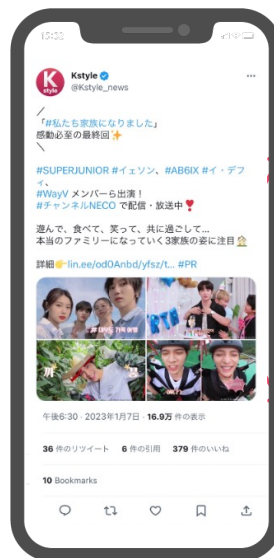 15:52
K
style
Kstyle
@Kstyle_news
／
「#私たち家族になりました」
感動必至の最終回✨
＼
#SUPERJUNIOR #イェソン、#AB6IX #イ・デフ
ィ、
#WayV メンバーら出演！
#チャンネルNECO で配信・放送中❣️
遊んで、食べて、笑って、共に過ごして...
本当のファミリーになっていく3家族の姿に注目🏠
詳細👉lin.ee/od0Anbd/yfsz/t... #PR
午後6:30 · 2023年1月7日 · 16.9万 件の表示
36 件のリツイート 6 件の引用 379 件のいいね
10 Bookmarks